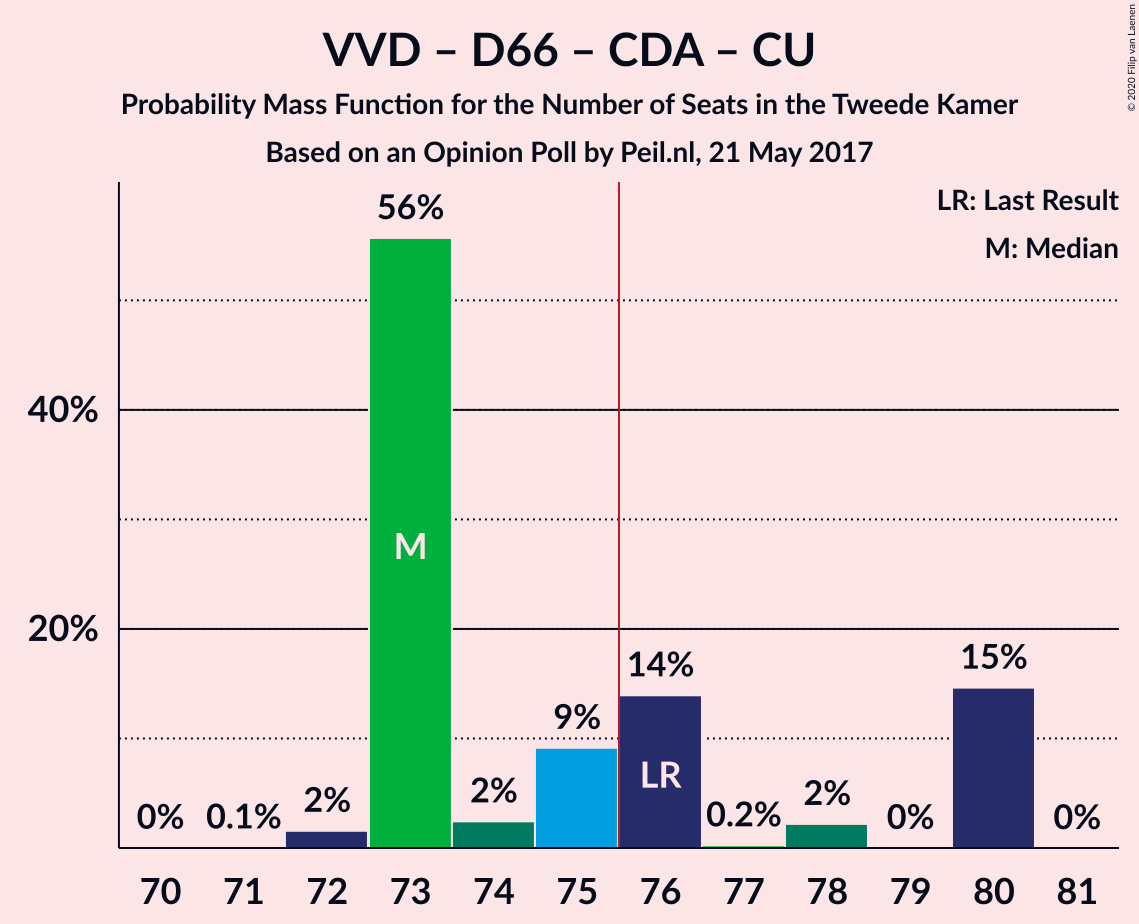 VVD – D66 – CDA – CU
Probability Mass Function for the Number of Seats in the Tweede Kamer
Based on an Opinion Poll by Peil.nl, 21 May 2017
© 2020 Filip van Laenen
LR: Last Result
M: Median
40%
20%
0% 0.1% 2% 56% 2% 9% 14% 0.2% 2% 0% 15% 0%
M
LR
70 71 72 73 74 75 76 77 78 79 80 81